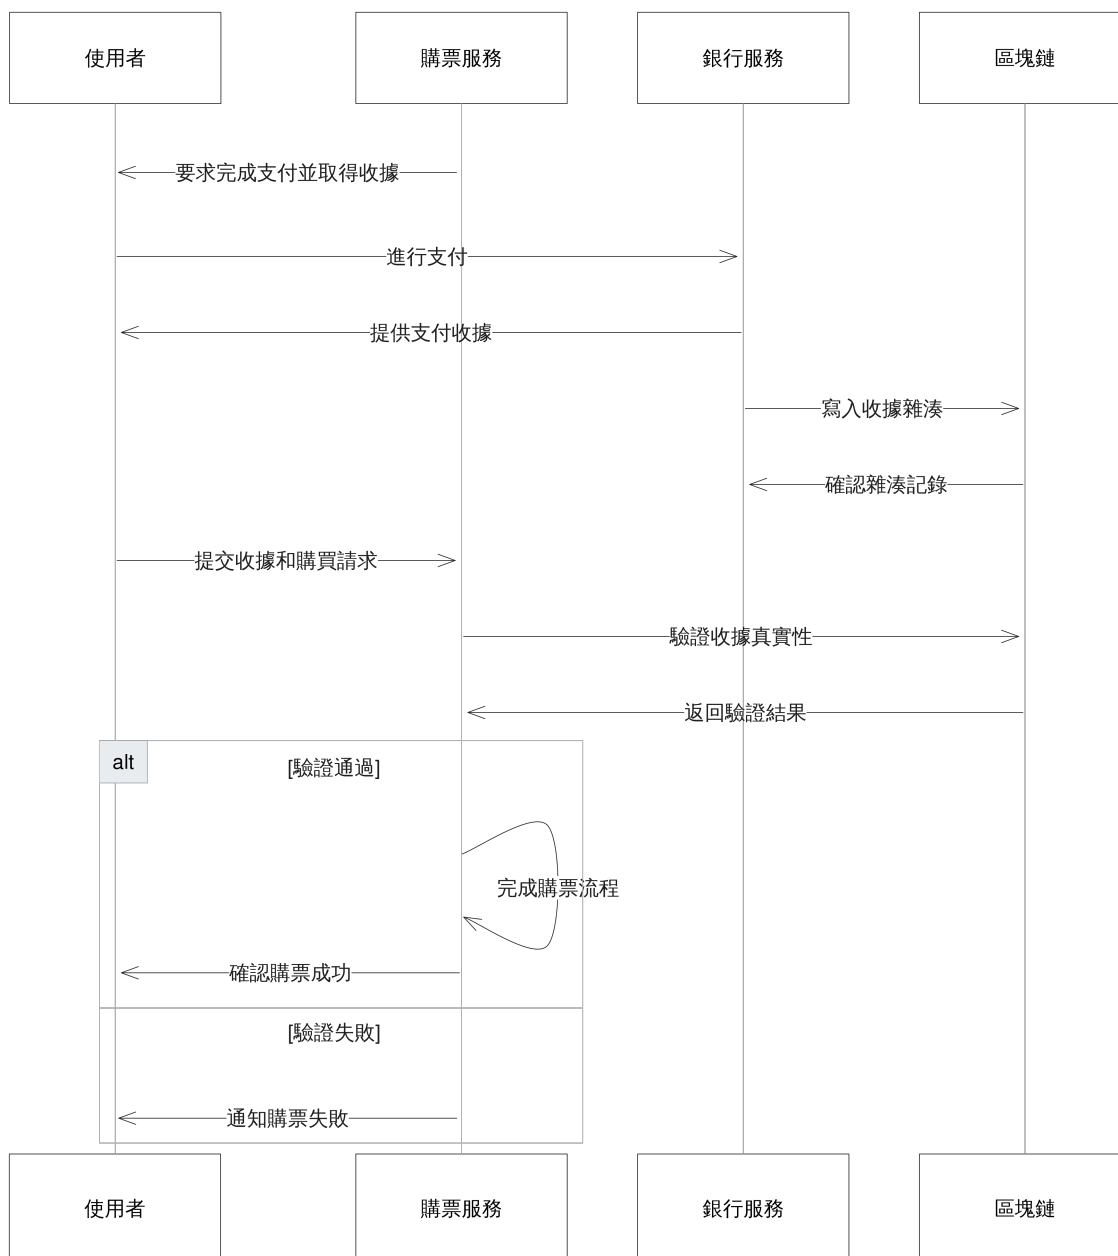 使用者
購票服務
銀行服務
區塊鏈
要求完成支付並取得收據
進行支付
提供支付收據
寫入收據雜湊
確認雜湊記錄
提交收據和購買請求
驗證收據真實性
返回驗證結果
alt
[驗證通過]
完成購票流程
確認購票成功
[驗證失敗]
通知購票失敗
使用者
購票服務
銀行服務
區塊鏈